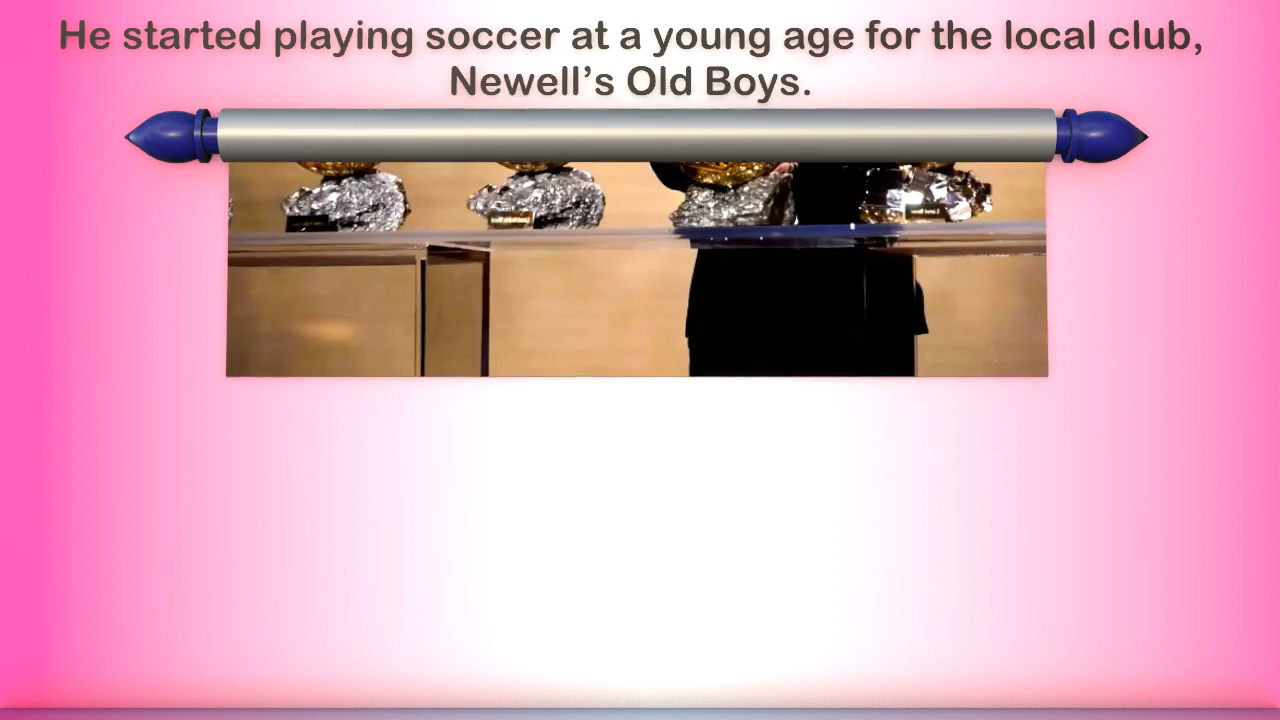 He started playing soccer at a young age for the local club,
Newell’s Old Boys.